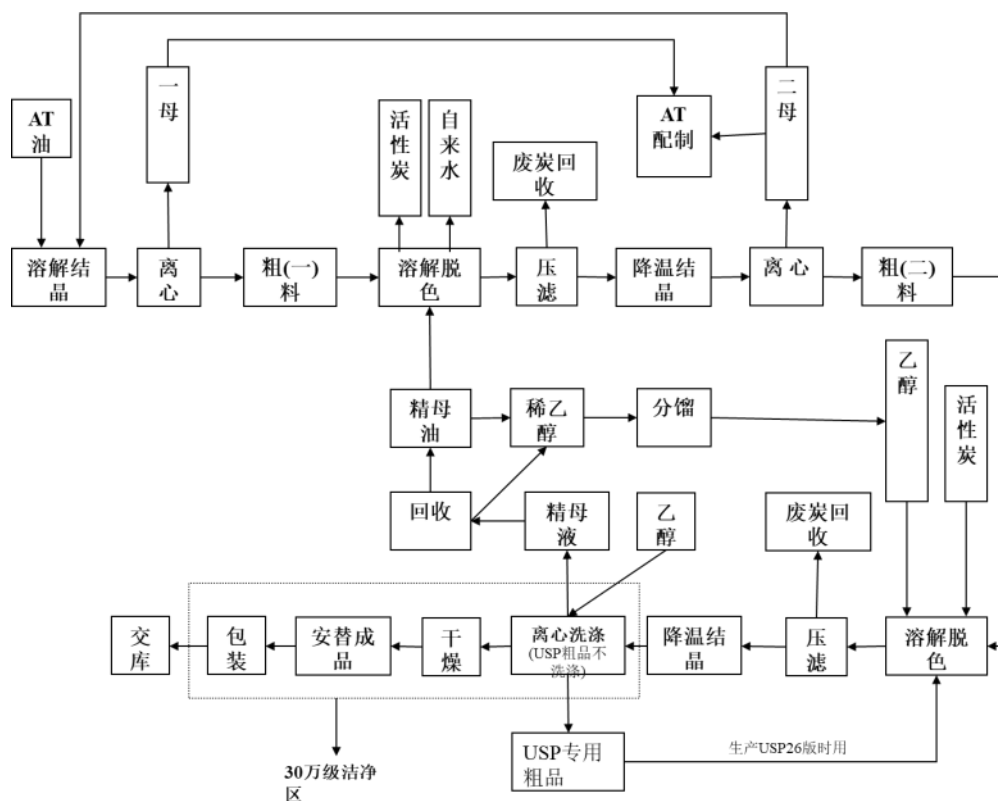 AT
油
一
母
活
性
炭
自
来
水
废炭回
收
AT
配制
二
母
溶解结
晶
离
心
粗(一)
料
溶解脱
色
压
滤
降温结
晶
离 心
粗(二)
料
精母
油
稀乙
醇
分馏
乙
醇
活
性
炭
回收
精母
液
乙
醇
废炭回
收
交
库
包
装
安替成
品
干
燥
离心洗涤
(USP粗品不
洗涤)
降温结
晶
压
滤
溶解脱
色
30万级洁净
区
USP专用
粗品
生产USP26版时用